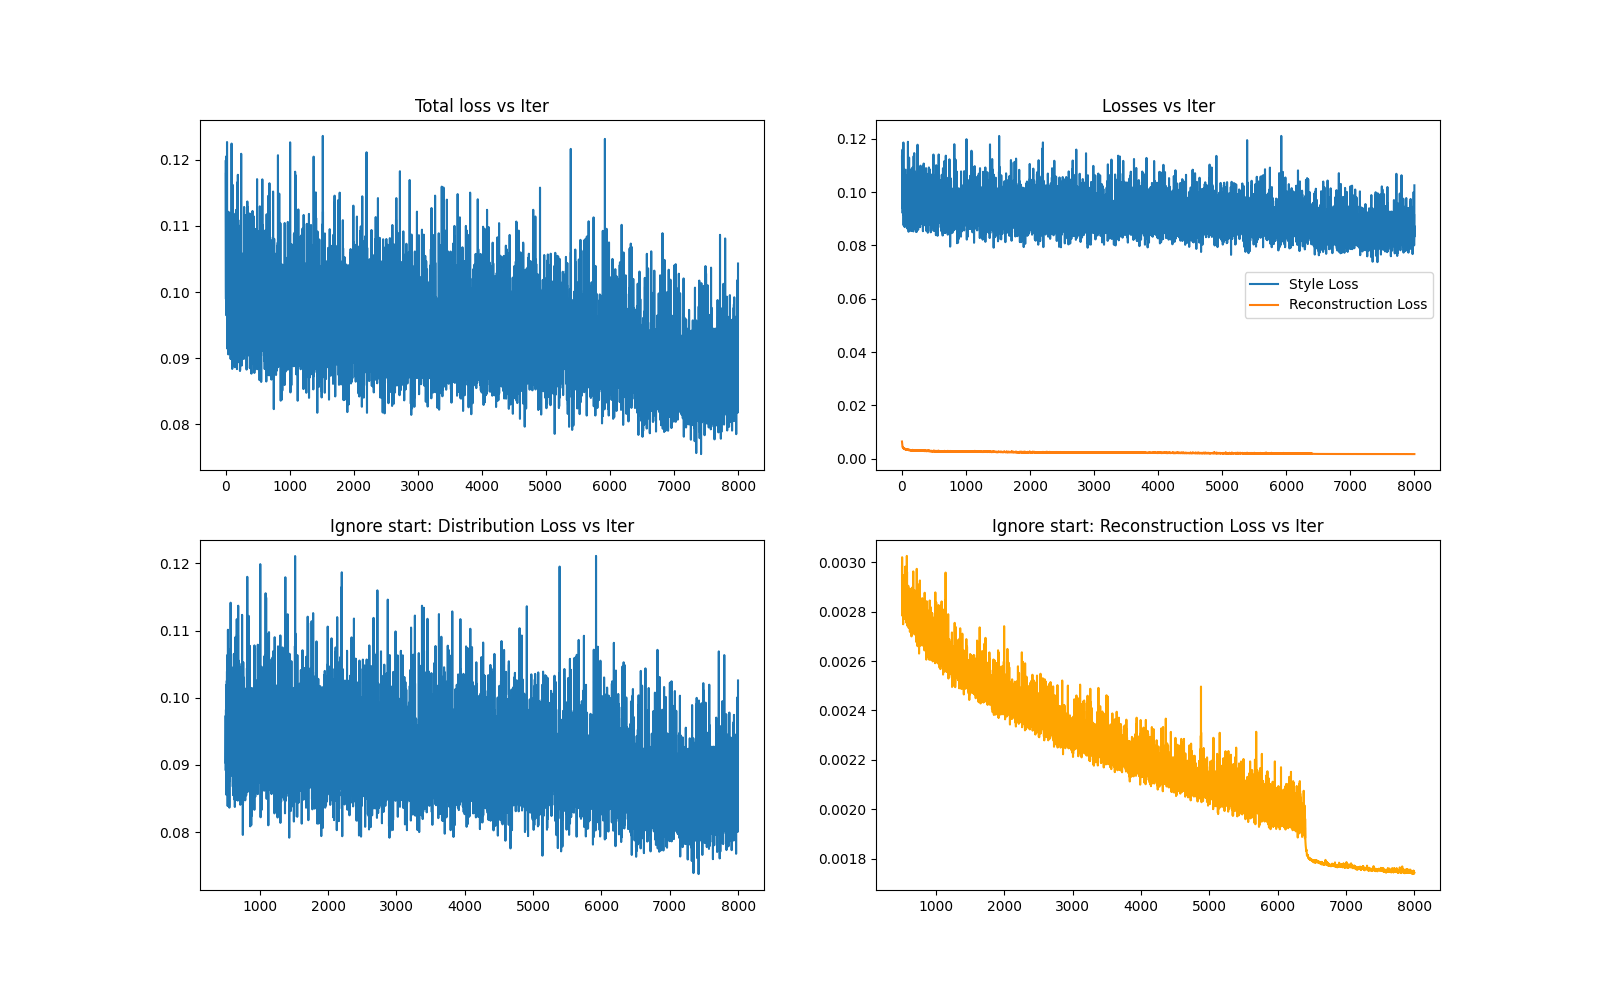 Total loss vs Iter
0.12
0.11
0.10
0.09
0.08
0 1000 2000 3000 4000 5000 6000 7000 8000
Losses vs Iter
0.12
0.10
0.08
0.06
0.04
0.02
0.00
Style Loss
Reconstruction Loss
0 1000 2000 3000 4000 5000 6000 7000 8000
Ignore start: Distribution Loss vs Iter
0.12
0.11
0.10
0.09
0.08
1000 2000 3000 4000 5000 6000 7000 8000
Ignore start: Reconstruction Loss vs Iter
0.0030
0.0028
0.0026
0.0024
0.0022
0.0020
0.0018
1000 2000 3000 4000 5000 6000 7000 8000